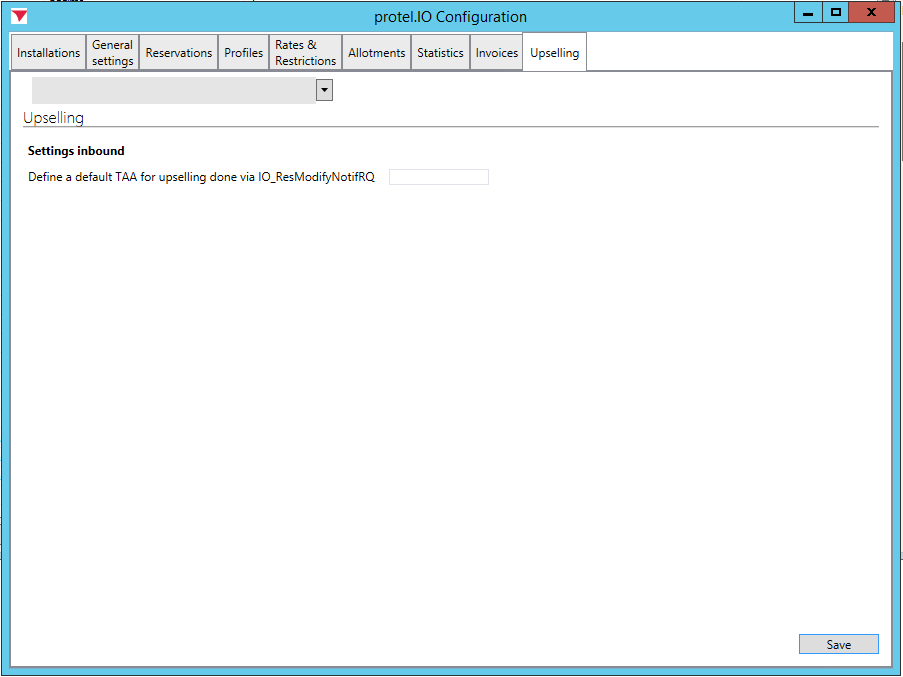 protel.IO Configuration
Installations
General
settings
Reservations
Profiles
Rates &
Restrictions
Allotments
Statistics
Invoices
Upselling
Upselling
Settings inbound
Define a default TAA for upselling done via IO_ResModifyNotifRQ
Save